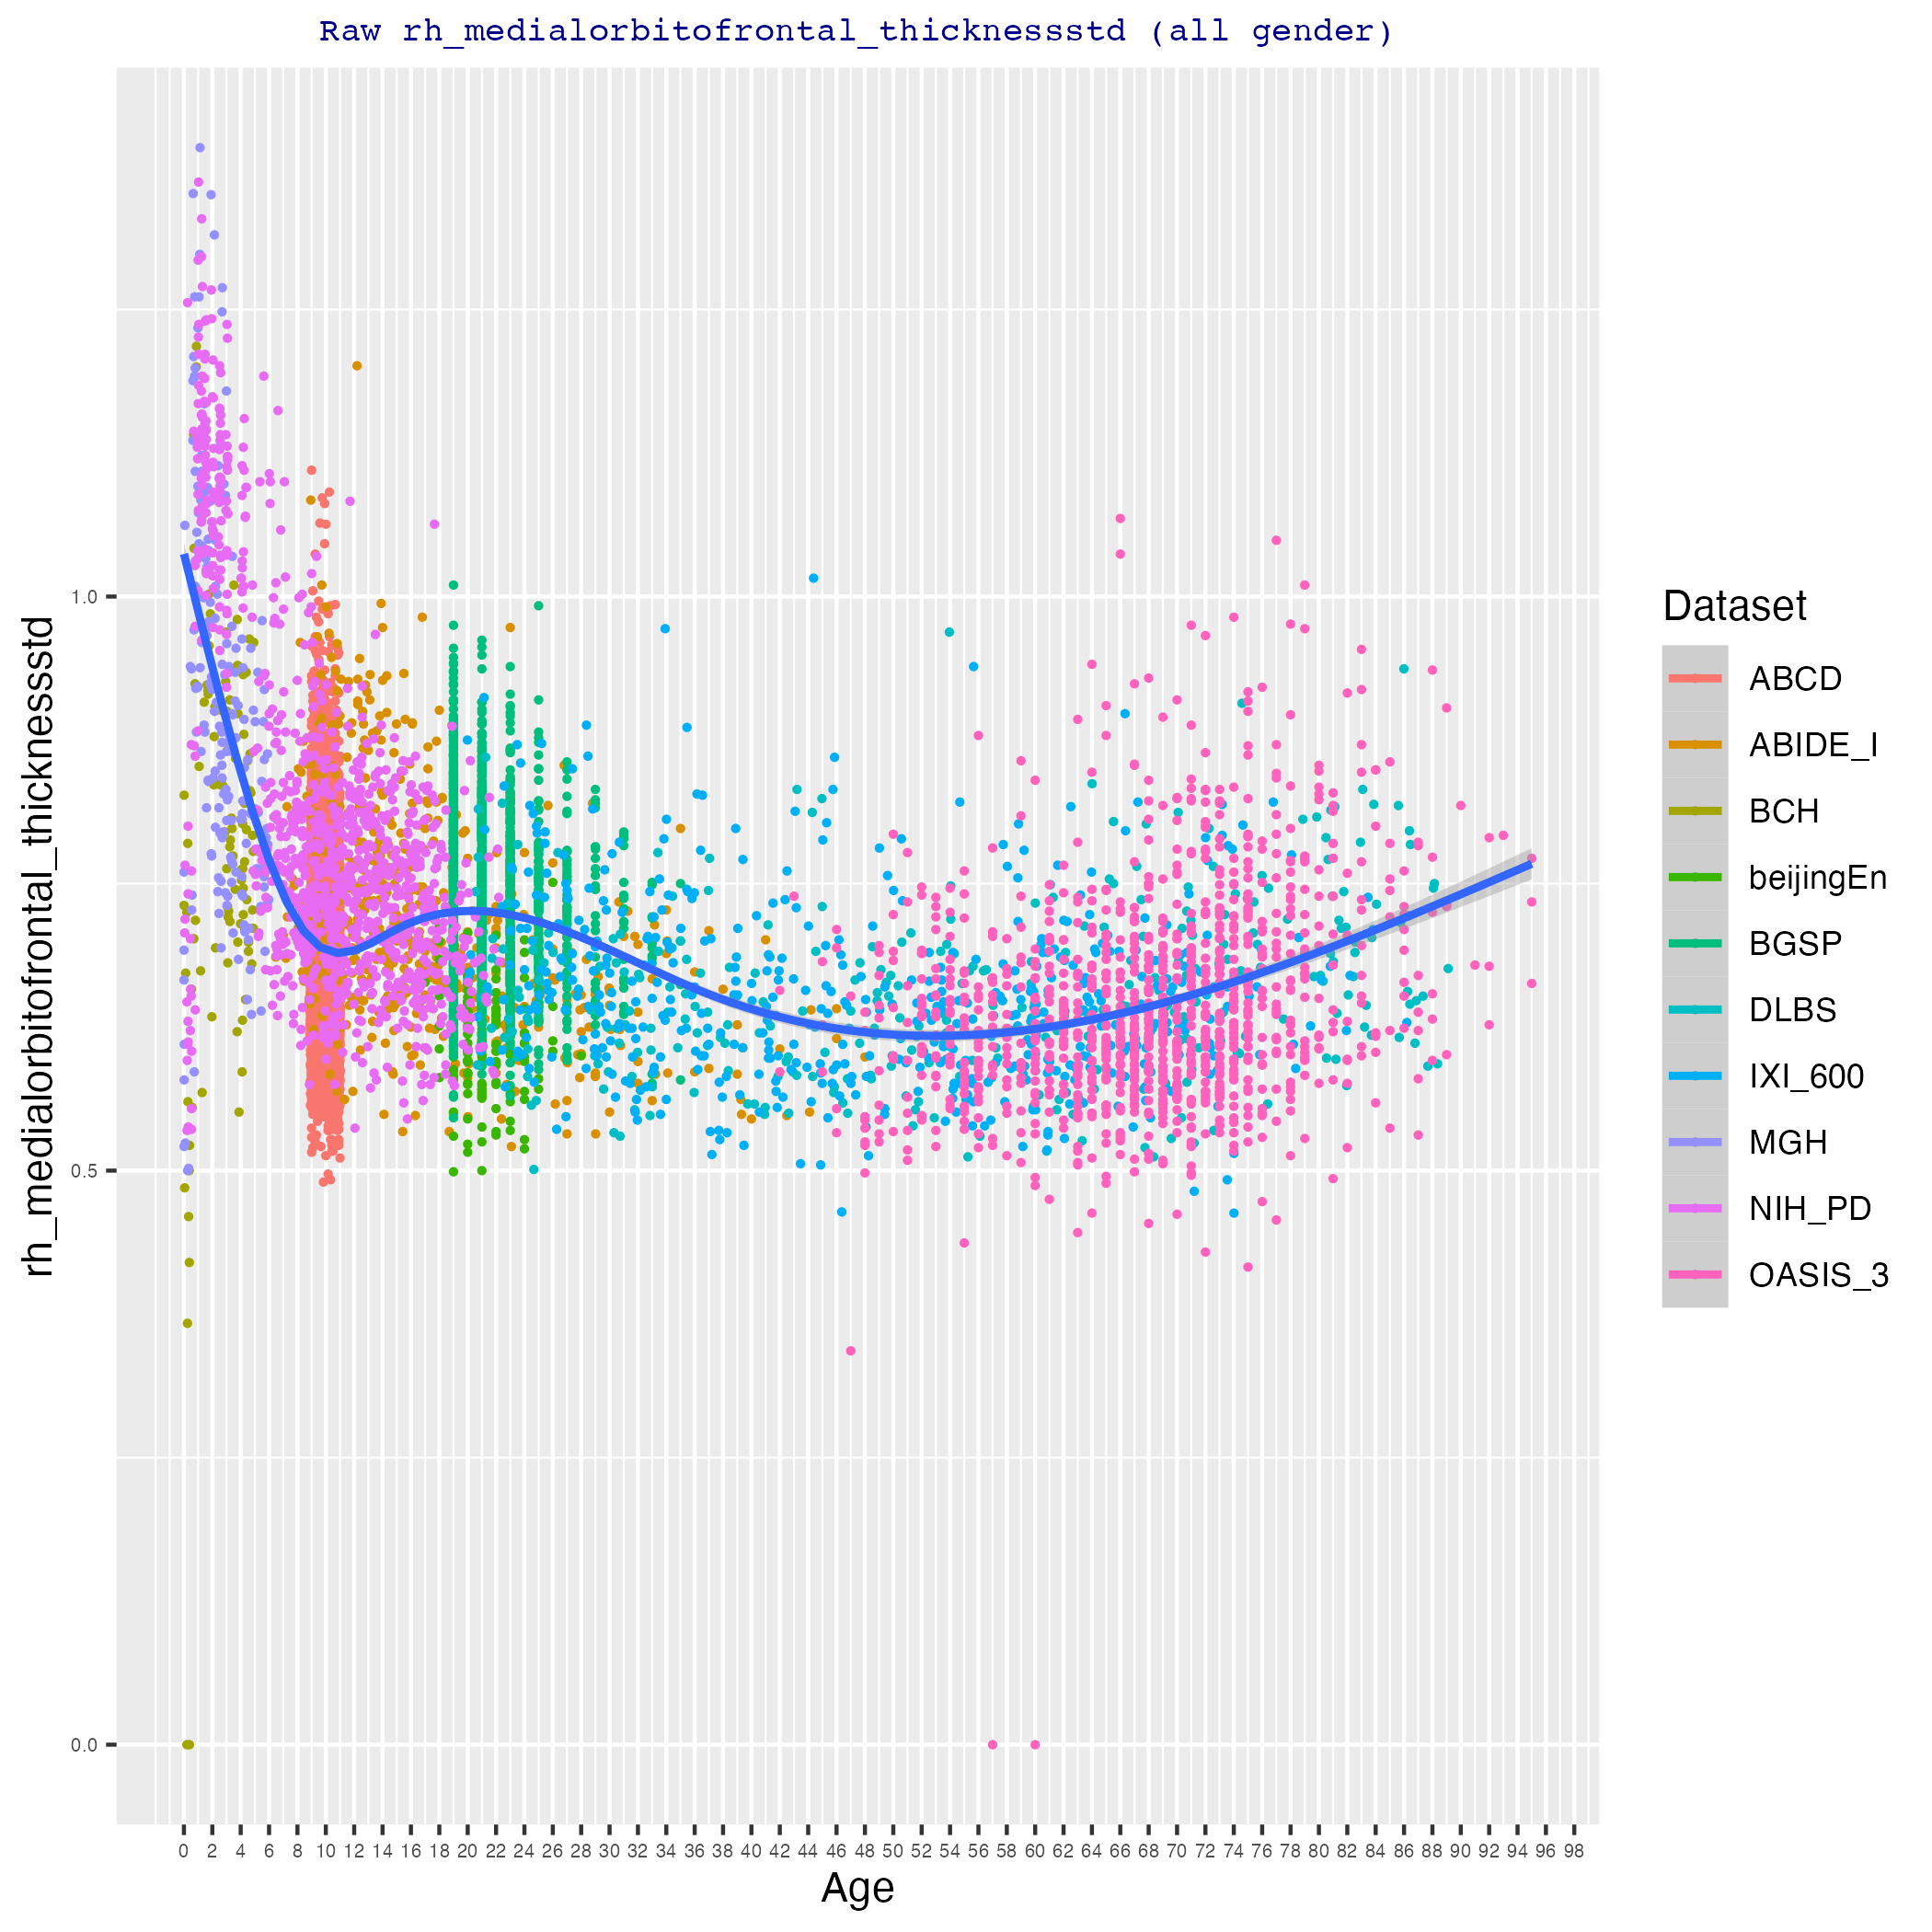 Raw rh_medialorbitofrontal_thicknessstd (all gender)
rh_medialorbitofrontal_thicknessstd
1.0
0.5
0.0
0 2 4 6 8 10 12 14 16 18 20 22 24 26 28 30 32 34 36 38 40 42 44 46 48 50 52 54 56 58 60 62 64 66 68 70 72 74 76 78 80 82 84 86 88 90 92 94 96 98
Age
Dataset
ABCD
ABIDE_I
BCH
beijingEn
BGSP
DLBS
IXI_600
MGH
NIH_PD
OASIS_3